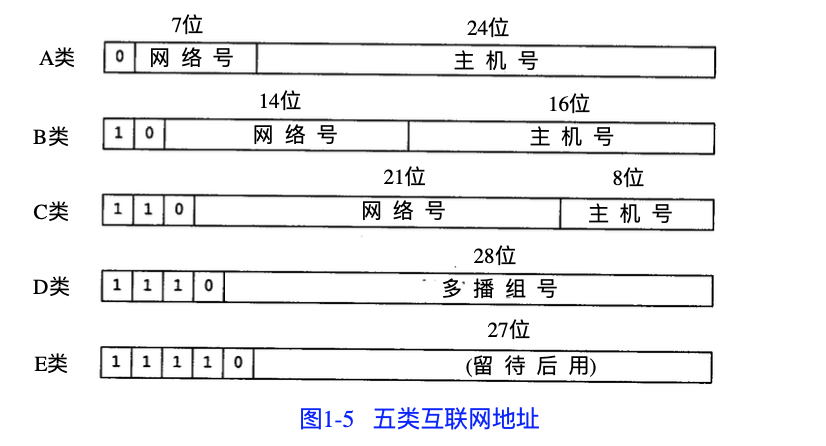 7位 24位
A类 0 网络号 主机号
14位 16位
B类 1 0 网络号 主机号
21位 8位
C类 1 1 0 网络号 主机号
28位
D类 1 1 1 0 多播组号
27位
E类 1 1 1 1 0 (留待后用)
图1-5 五类互联网地址